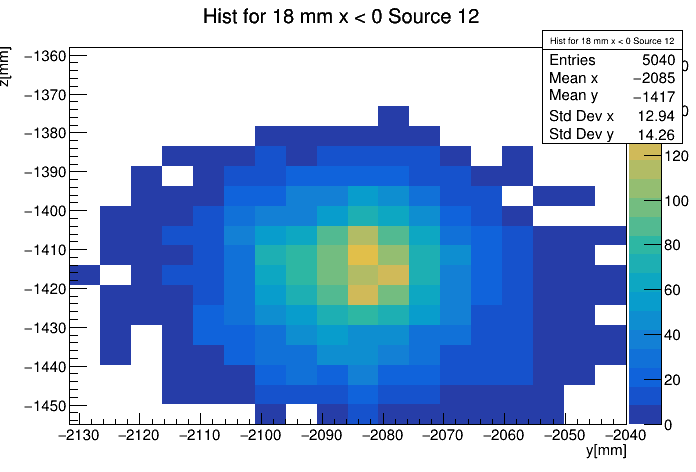 Hist for 18 mm x < 0 Source 12
Hist for 18 mm x < 0 Source 12
Entries 5040
Mean x −2085
Mean y −1417
Std Dev x 12.94
Std Dev y 14.26
z[mm]
−1360
−1370
−1380
−1390
−1400
−1410
−1420
−1430
−1440
−1450
120
100
80
60
40
20
0
−2130 −2120 −2110 −2100 −2090 −2080 −2070 −2060 −2050 −2040
y[mm]